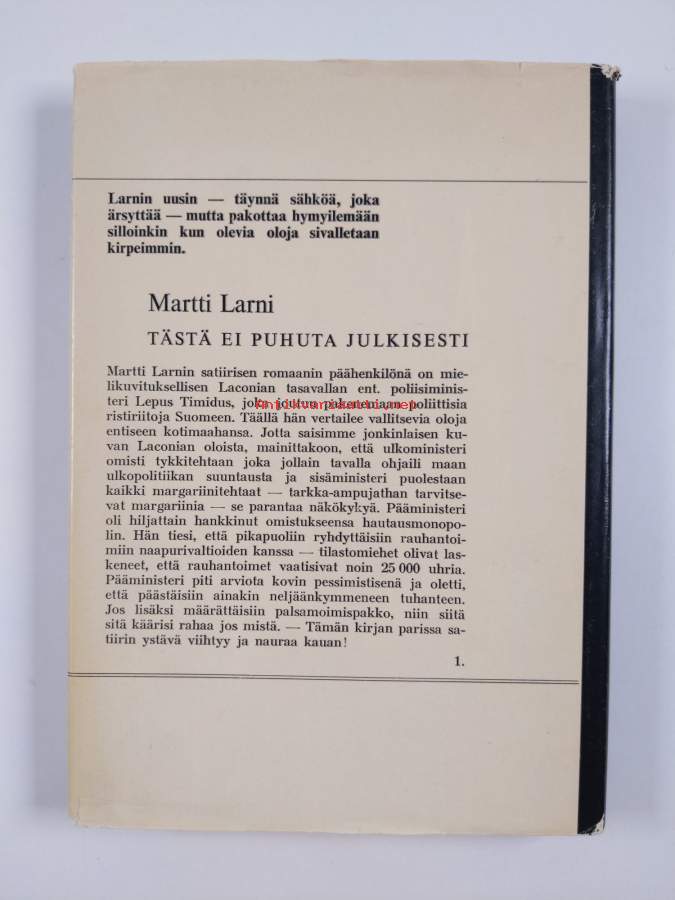 Larnin uusin — täynnä sähköä, joka
ärsyttää — mutta pakottaa hymyilemään
silloinkin kun olevia oloja sivalletaan
kirpeimmin.
Martti Larni
TÄSTÄ EI PUHUTA JULKISESTI
Martti Larnin satiirisen romaanin päähenkilönä on mie-
likuvituksellisen Laconian tasavallan ent. poliisiminis-
teri Lepus Timidus, joka joutuu pakenemaan poliittisia
Antikvariaatti.net
ristiriitoja Suomeen. Täällä hän vertailee vallitsevia oloja
entiseen kotimaahansa. Jotta saisimme jonkinlaisen ku-
van Laconian oloista, mainittakoon, että ulkoministeri
omisti tykkitehtaan joka jollain tavalla ohjaili maan
ulkopolitiikan suuntausta ja sisäministeri puolestaan
kaikki margariinitehtaat — tarkka-ampujathan tarvitse-
vat margariinia — se parantaa näkökykyä. Pääministeri
oli hiljattain hankkinut omistukseensa hautausmonopo-
lin. Hän tiesi, että pikapuoliin ryhdyttäisiin rauhantoi-
miin naapurivaltioiden kanssa — tilastomiehet olivat las-
keneet, että rauhantoimet vaatisivat noin 25 000 uhria.
Pääministeri piti arviota kovin pessimistisenä ja oletti,
että päästäisiin ainakin neljäänkymmeneen tuhanteen.
Jos lisäksi määrättäisiin palsamoimispakko, niin siitä
sitä käärisi rahaa jos mistä. — Tämän kirjan parissa sa-
tiirin ystävä viihtyy ja nauraa kauan!
1.